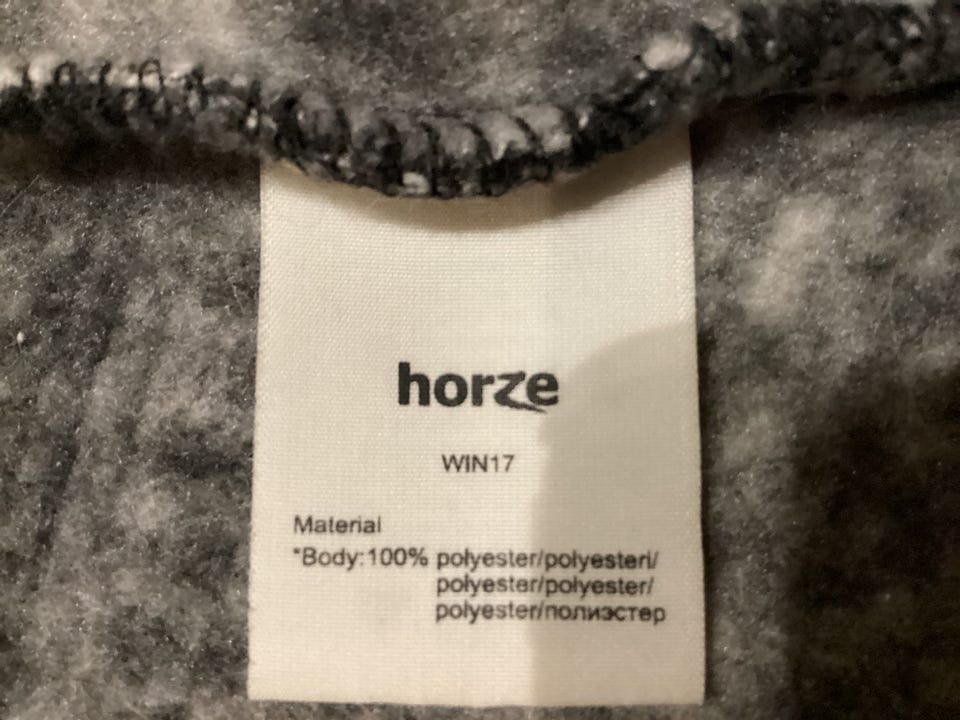 horze
WIN17
Material
*Body:100% polyester/polyesteri/
polyester/polyester/
polyester/полиэстер